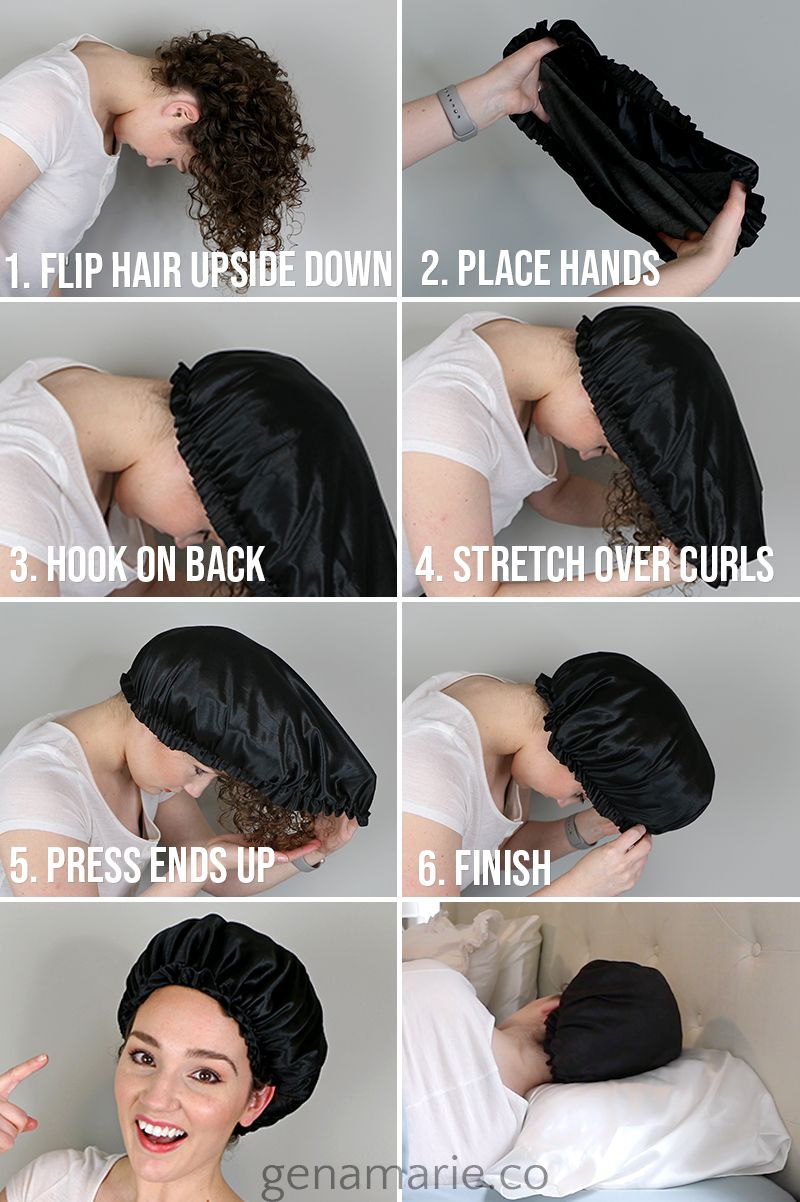 1. FLIP HAIR UPSIDE DOWN
2. PLACE HANDS
3. HOOK ON BACK
4. STRETCH OVER CURLS
5. PRESS ENDS UP
6. FINISH
genamarie.co